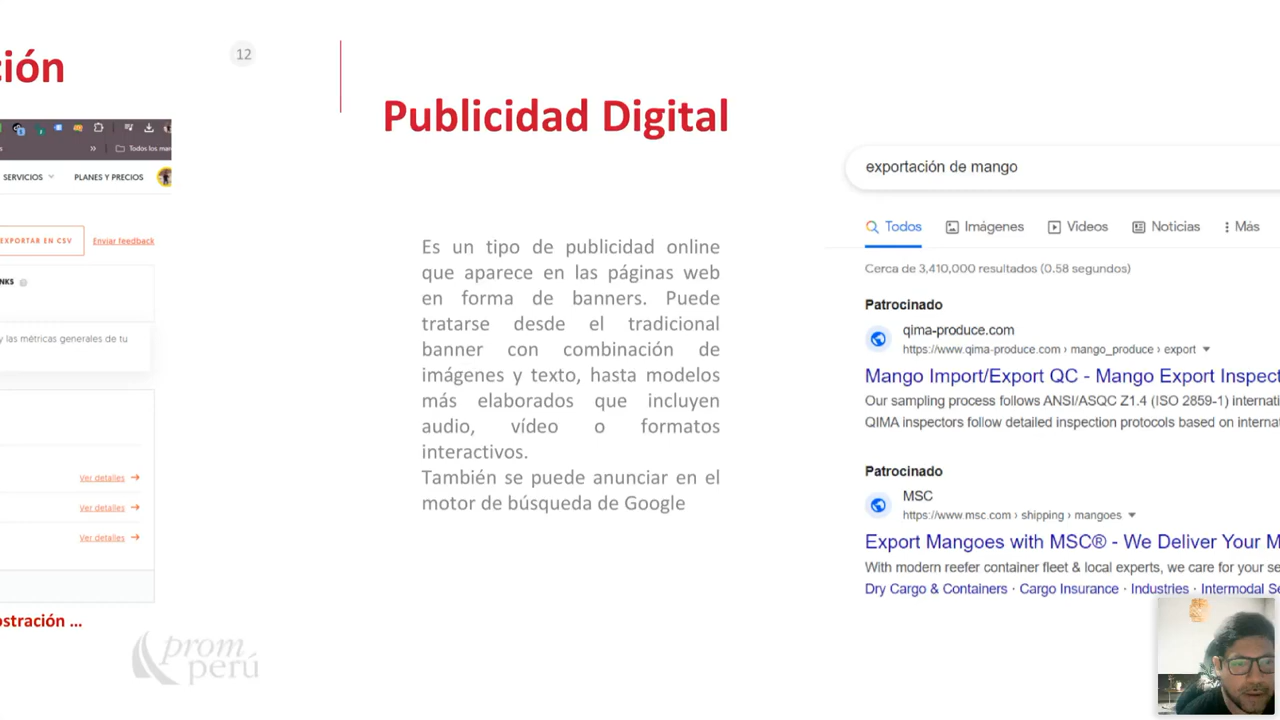 ción
12
Todos los mar
SERVICIOS
PLANES Y PRECIOS
EXPORTAR EN CSV
Enviar feedback
NKS
y las métricas generales de tu
Ver detalles
Ver detalles
Ver detalles
ostración ...
prom
perú
Publicidad Digital
Es un tipo de publicidad online
que aparece en las páginas web
en forma de banners. Puede
tratarse desde el tradicional
banner con combinación de
imágenes y texto, hasta modelos
más elaborados que incluyen
audio, vídeo o formatos
interactivos.
También se puede anunciar en el
motor de búsqueda de Google
exportación de mango
Todos Imágenes Videos Noticias Más
Cerca de 3,410,000 resultados (0.58 segundos)
Patrocinado
qima-produce.com
https://www.qima-produce.com › mango_produce › export
Mango Import/Export QC - Mango Export Inspect
Our sampling process follows ANSI/ASQC Z1.4 (ISO 2859-1) internati
QIMA inspectors follow detailed inspection protocols based on interna
Patrocinado
MSC
https://www.msc.com › shipping › mangoes
Export Mangoes with MSC® - We Deliver Your M
With modern reefer container fleet & local experts, we care for your se
Dry Cargo & Containers · Cargo Insurance · Industries · Intermodal Se